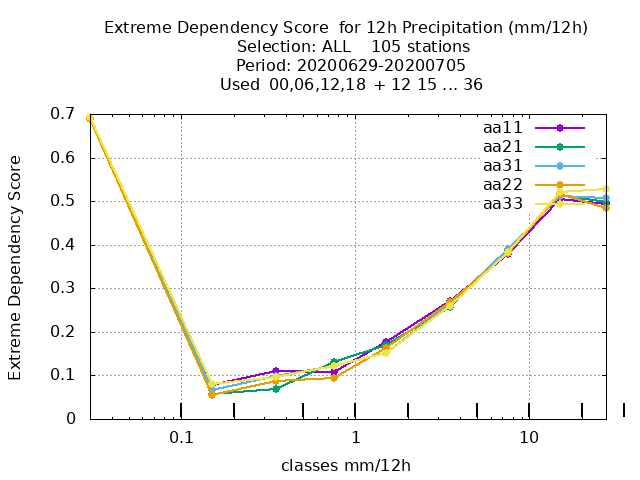 Extreme Dependency Score  for 12h Precipitation (mm/12h)
Selection: ALL    105 stations
Period: 20200629-20200705
Used  00,06,12,18  + 12 15 ... 36
Extreme Dependency Score
0.7
0.6
0.5
0.4
0.3
0.2
0.1
0
aa11
aa21
aa31
aa22
aa33
0.1
1
10
classes mm/12h